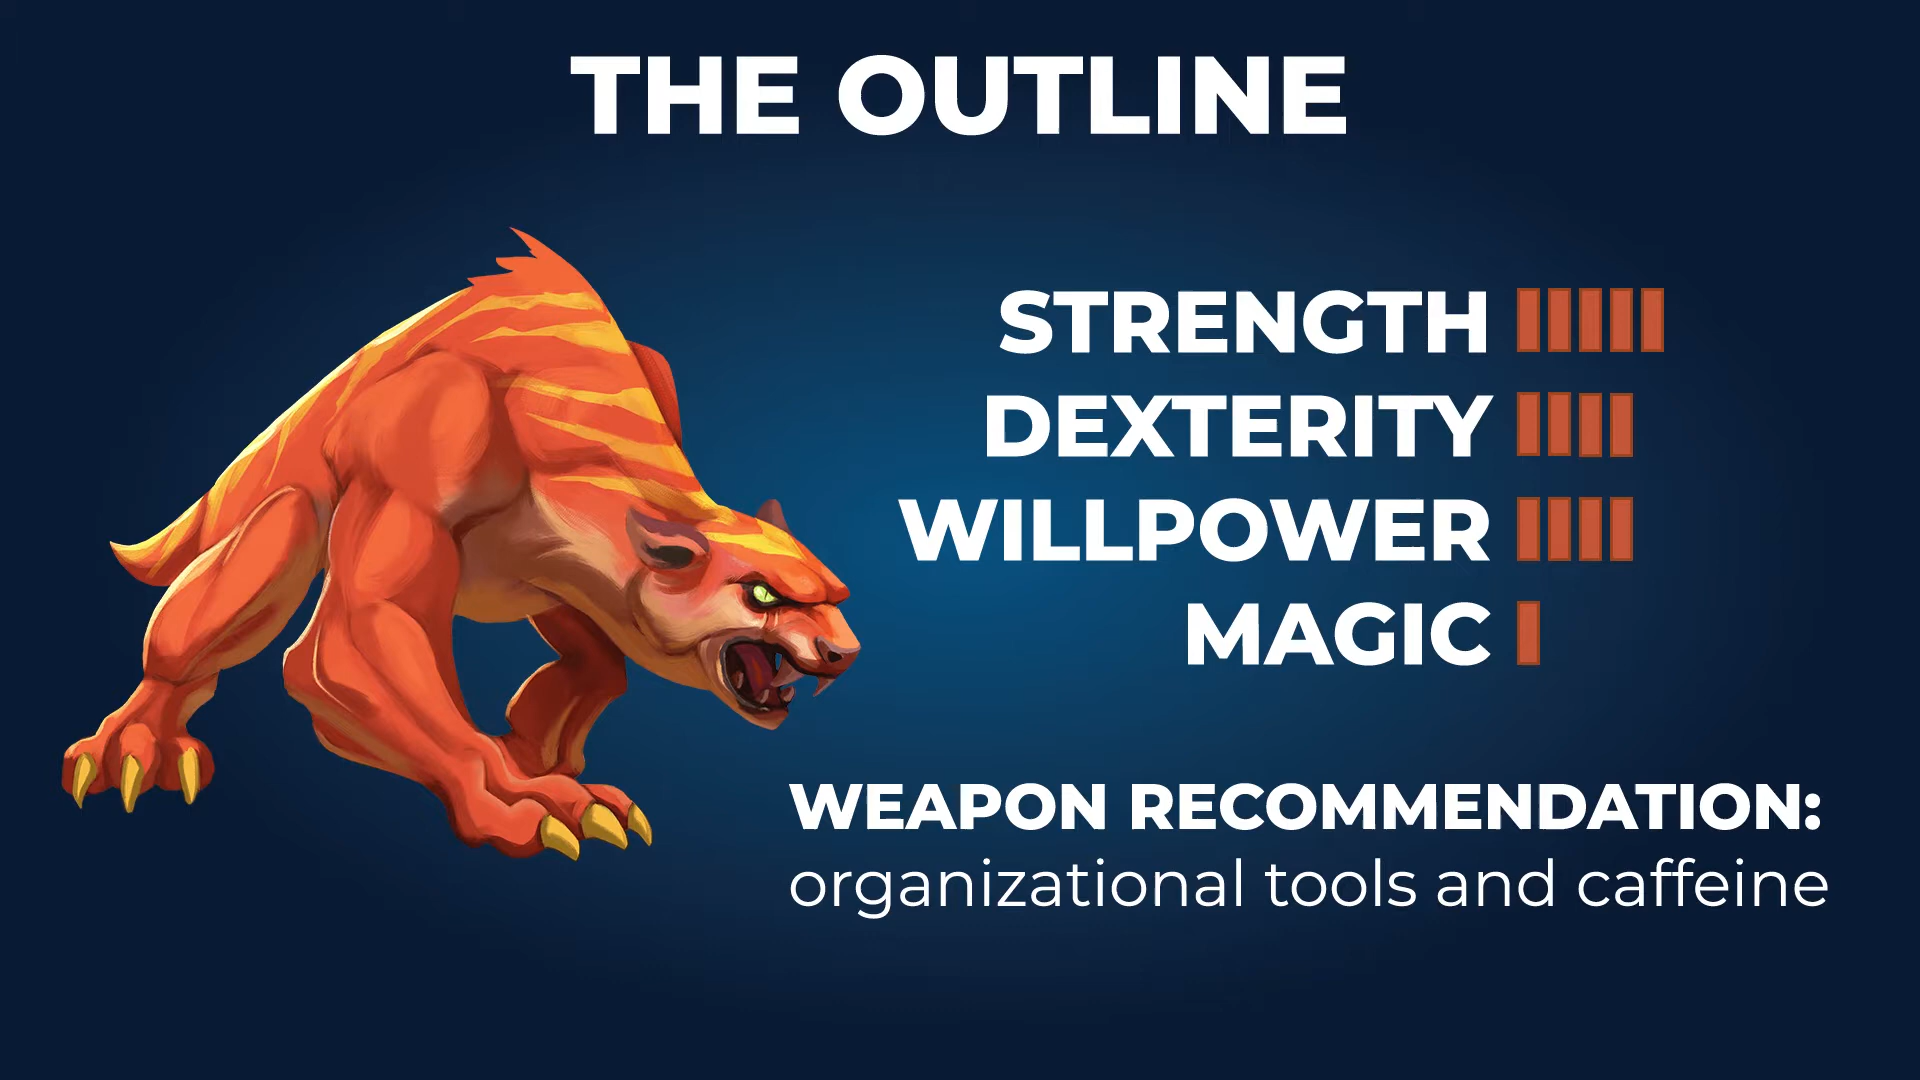 THE OUTLINE
STRENGTH
DEXTERITY
WILLPOWER
MAGIC
WEAPON RECOMMENDATION:
organizational tools and caffeine